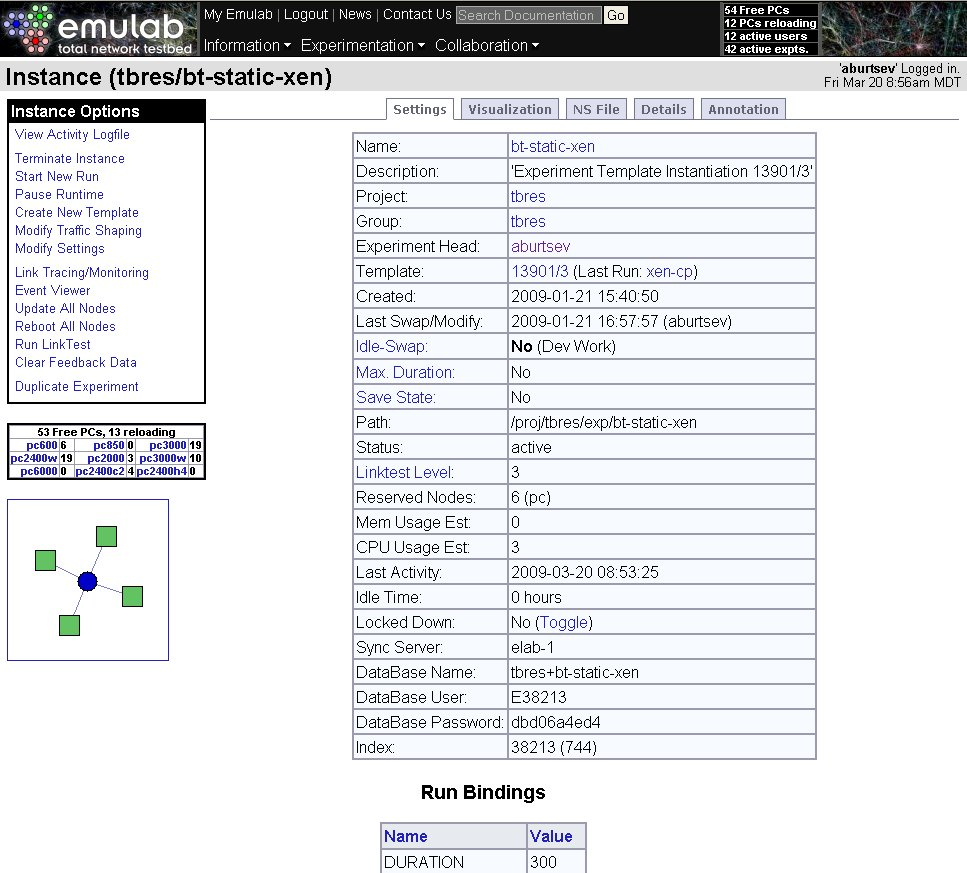 emulab
total network testbed
My Emulab | Logout | News | Contact Us Search Documentation Go
Information Experimentation Collaboration
54 Free PCs
12 PCs reloading
12 active users
42 active expts.
Instance (tbres/bt-static-xen)
'aburtsev' Logged in.
Fri Mar 20 8:56am MDT
Instance Options
View Activity Logfile
Terminate Instance
Start New Run
Pause Runtime
Create New Template
Modify Traffic Shaping
Modify Settings
Link Tracing/Monitoring
Event Viewer
Update All Nodes
Reboot All Nodes
Run LinkTest
Clear Feedback Data
Duplicate Experiment
53 Free PCs, 13 reloading
pc600 6 pc850 0 pc3000 19
pc2400w 19 pc2000 3 pc3000w 10
pc6000 0 pc2400c2 4 pc2400h4 0
Settings Visualization NS File Details Annotation
Name: bt-static-xen
Description: 'Experiment Template Instantiation 13901/3'
Project: tbres
Group: tbres
Experiment Head: aburtsev
Template: 13901/3 (Last Run: xen-cp)
Created: 2009-01-21 15:40:50
Last Swap/Modify: 2009-01-21 16:57:57 (aburtsev)
Idle-Swap: No (Dev Work)
Max. Duration: No
Save State: No
Path: /proj/tbres/exp/bt-static-xen
Status: active
Linktest Level: 3
Reserved Nodes: 6 (pc)
Mem Usage Est: 0
CPU Usage Est: 3
Last Activity: 2009-03-20 08:53:25
Idle Time: 0 hours
Locked Down: No (Toggle)
Sync Server: elab-1
DataBase Name: tbres+bt-static-xen
DataBase User: E38213
DataBase Password: dbd06a4ed4
Index: 38213 (744)
Run Bindings
Name Value
DURATION 300